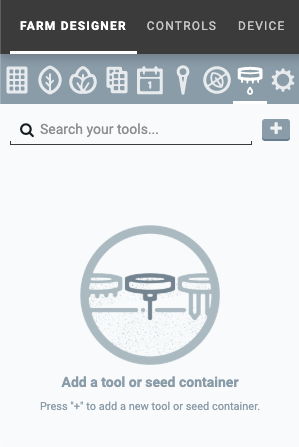 FARM DESIGNER CONTROLS DEVICE
1
Search your tools...
Add a tool or seed container
Press "+" to add a new tool or seed container.